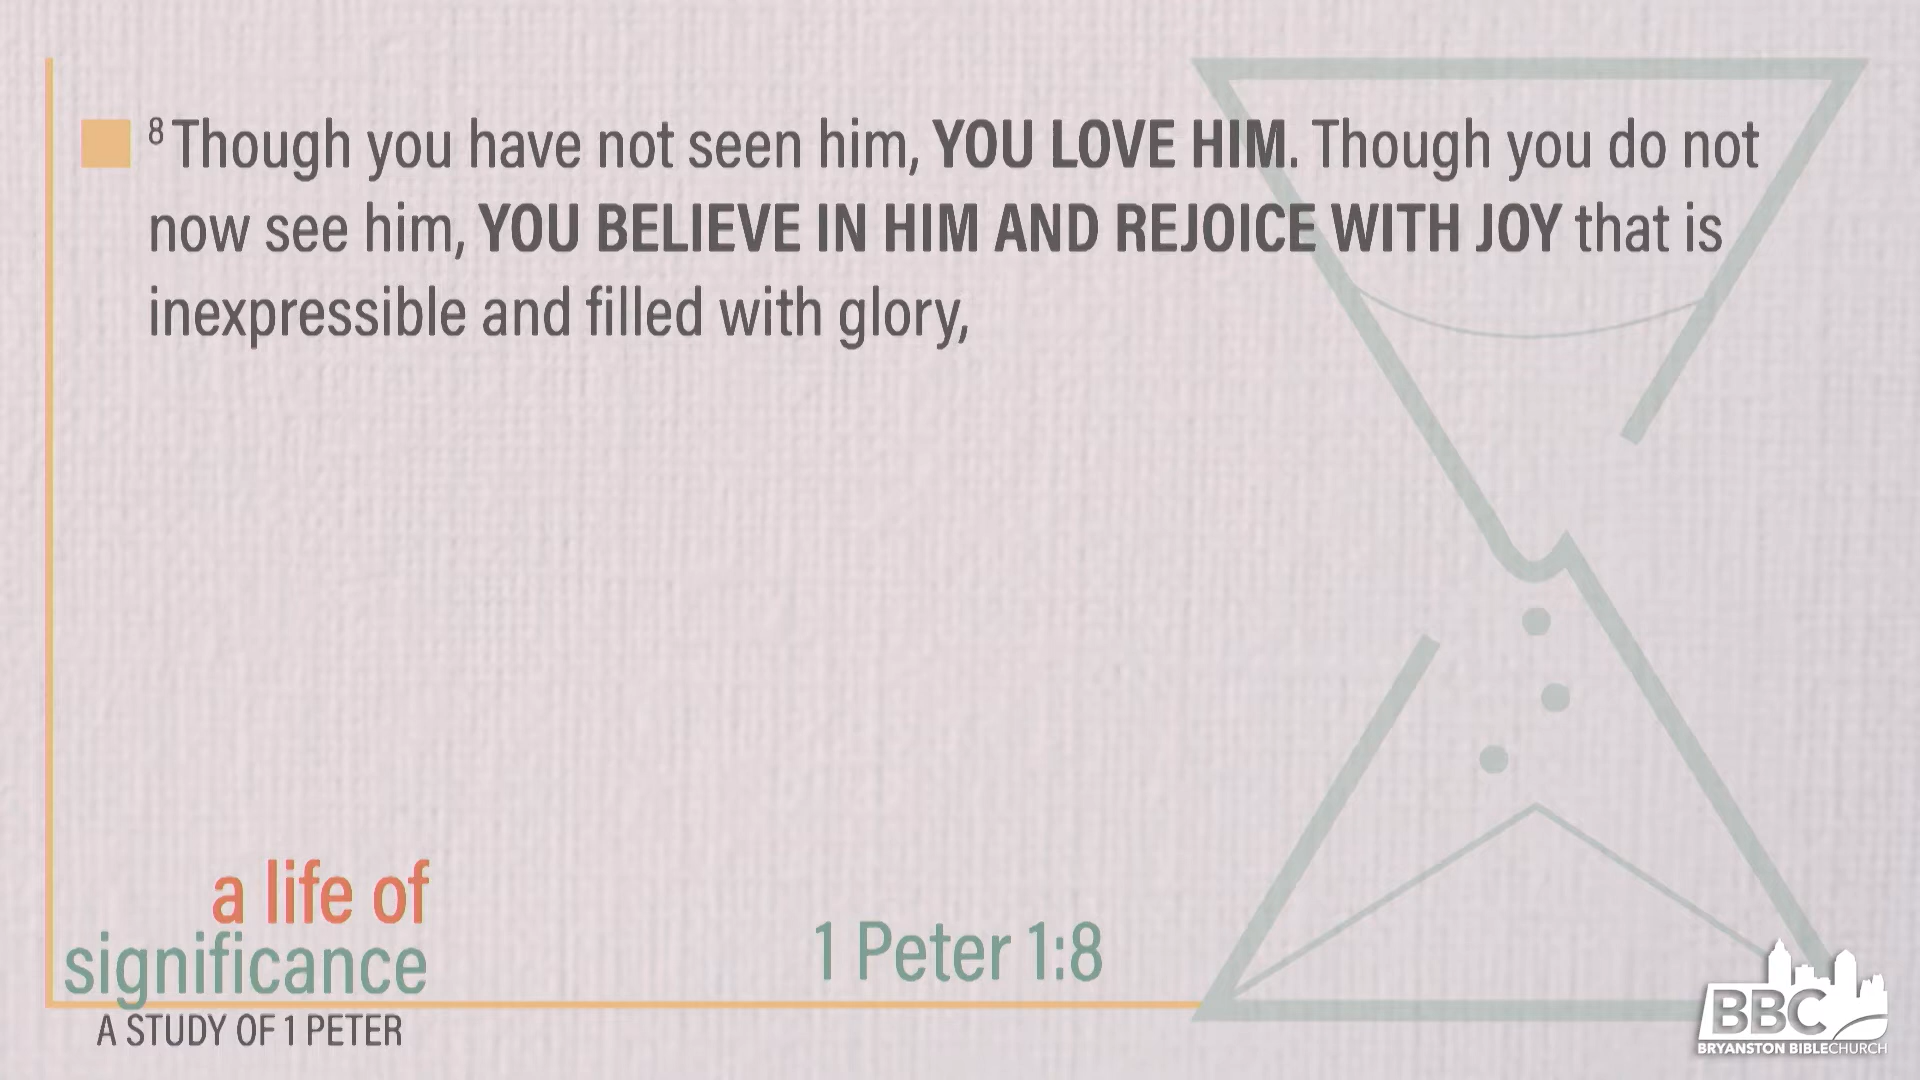 8 Though you have not seen him, YOU LOVE HIM. Though you do not
now see him, YOU BELIEVE IN HIM AND REJOICE WITH JOY that is
inexpressible and filled with glory,
a life of
significance
A STUDY OF 1 PETER
1 Peter 1:8
BBC
BRYANSTON BIBLECHURCH